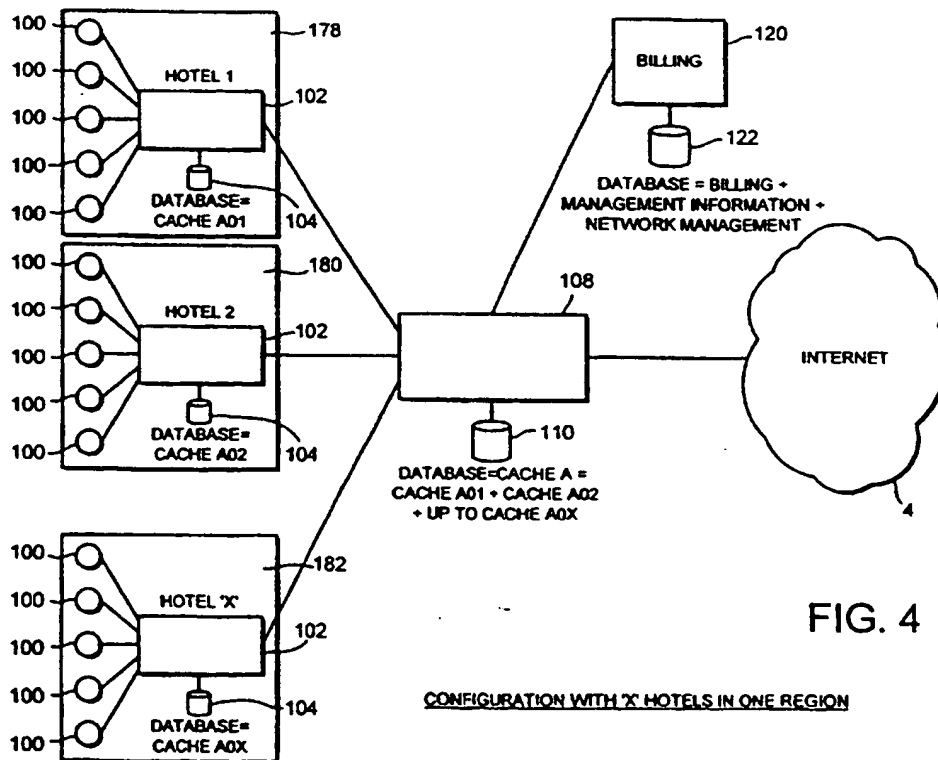 100
178
HOTEL 1
100
102
100
100
100
DATABASE=
CACHE A01
104
100
180
HOTEL 2
100
102
100
100
100
DATABASE=
CACHE A02
104
100
182
HOTEL 'X'
100
102
100
100
100
DATABASE=
CACHE A0X
104
BILLING
120
122
DATABASE = BILLING +
MANAGEMENT INFORMATION +
NETWORK MANAGEMENT
108
INTERNET
110
DATABASE=CACHE A =
CACHE A01 + CACHE A02
+ UP TO CACHE A0X
4
FIG. 4
CONFIGURATION WITH 'X' HOTELS IN ONE REGION